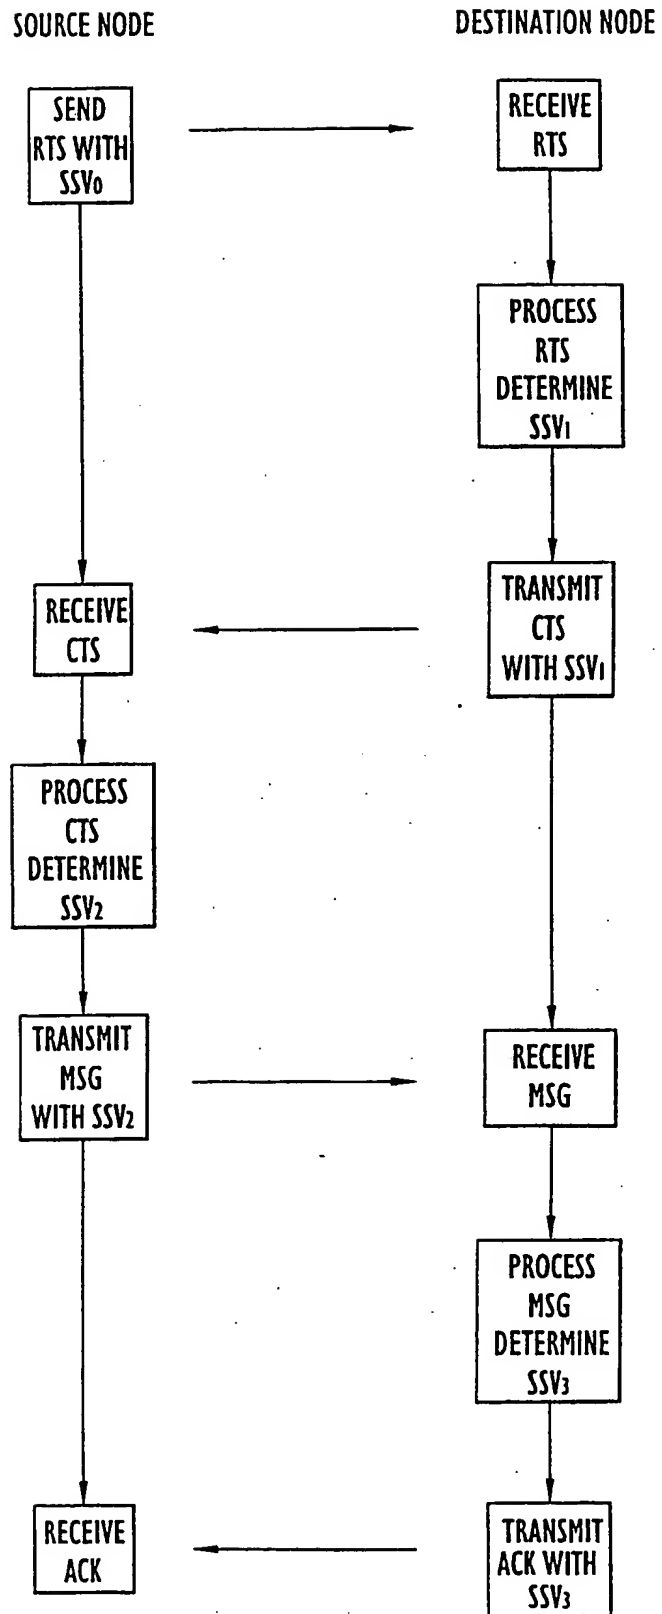 SOURCE NODE
DESTINATION NODE
SEND
RTS WITH
SSV0
RECEIVE
RTS
PROCESS
RTS
DETERMINE
SSV1
RECEIVE
CTS
TRANSMIT
CTS
WITH SSV1
PROCESS
CTS
DETERMINE
SSV2
TRANSMIT
MSG
WITH SSV2
RECEIVE
MSG
PROCESS
MSG
DETERMINE
SSV3
RECEIVE
ACK
TRANSMIT
ACK WITH
SSV3